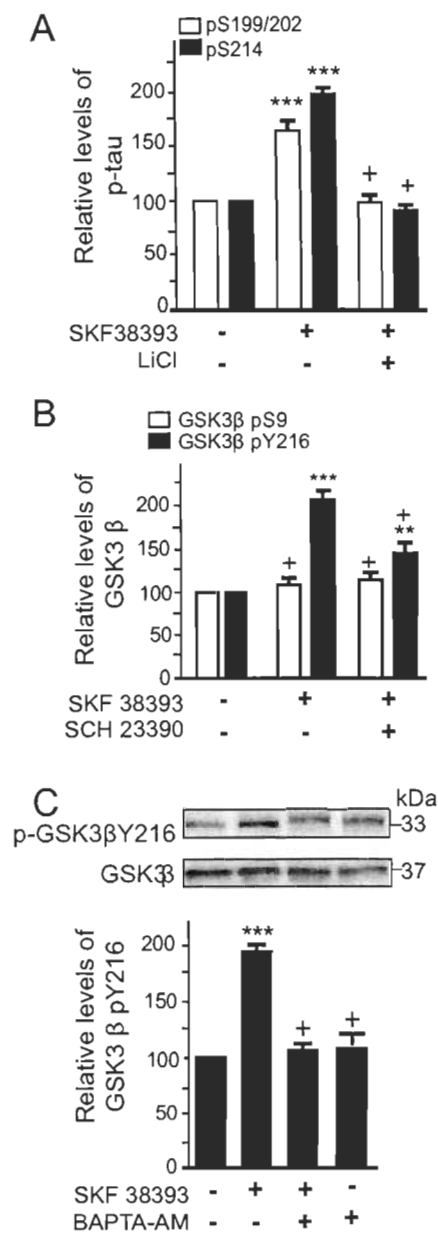 A
pS199/202
pS214
Relative levels of
p-tau
200
150
100
50
0
***
***
+
+
SKF38393 - + +
LiCl - - +
B
GSK3β pS9
GSK3β pY216
Relative levels of
GSK3 β
200
150
100
50
0
+
***
+
+
**
SKF 38393 - + +
SCH 23390 - - +
C
kDa
p-GSK3βY216 33
GSK3β 37
Relative levels of
GSK3 β pY216
200
150
100
50
0
***
+
+
SKF 38393 - + + -
BAPTA-AM - - + +